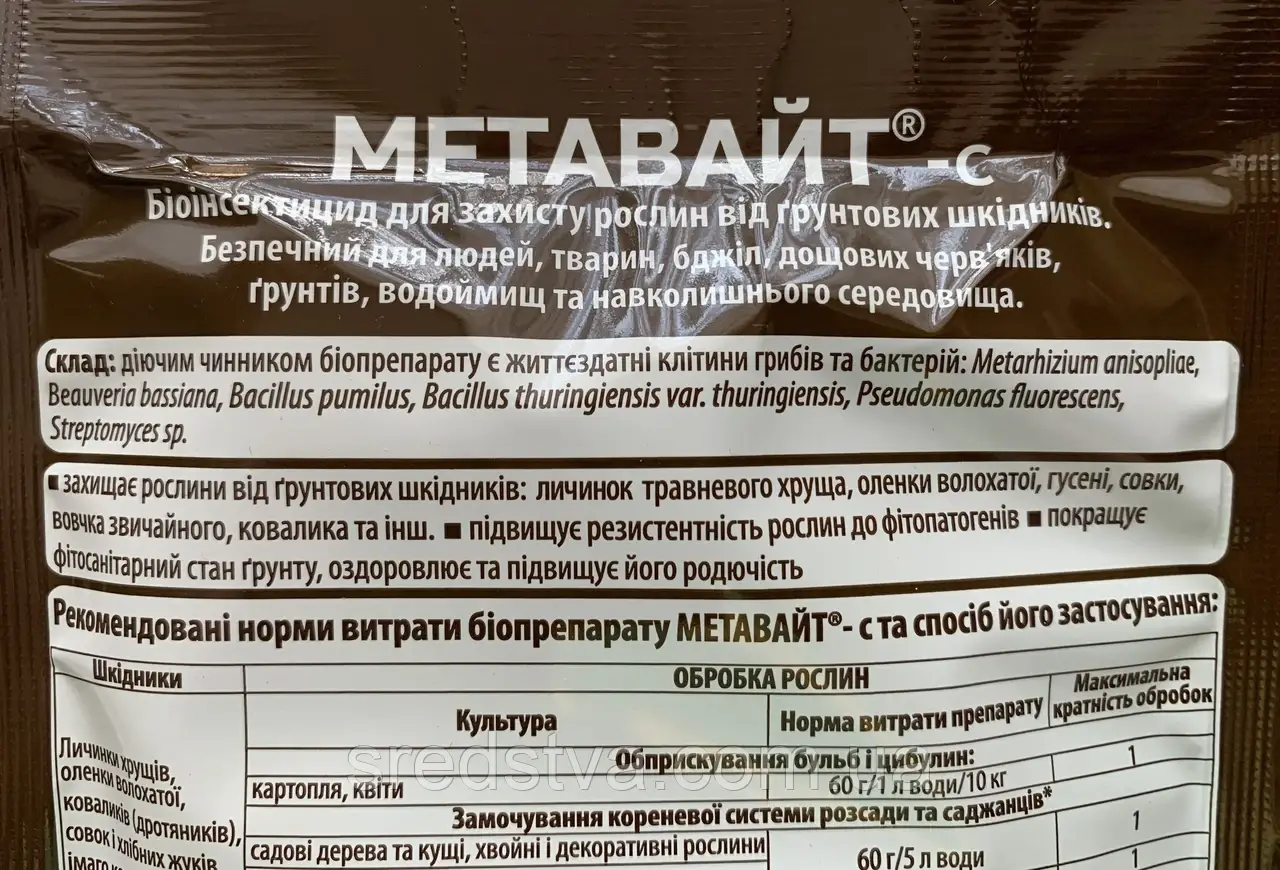 МЕТАВАЙТ®-с
Біоінсектицид для захисту рослин від ґрунтових шкідників.
Безпечний для людей, тварин, бджіл, дощових черв'яків,
ґрунтів, водоймищ та навколишнього середовища.
Склад: діючим чинником біопрепарату є життєздатні клітини грибів та бактерій: Metarhizium anisopliae,
Beauveria bassiana, Bacillus pumilus, Bacillus thuringiensis var. thuringiensis, Pseudomonas fluorescens,
Streptomyces sp.
■ захищає рослини від ґрунтових шкідників: личинок травневого хруща, оленки волохатої, гусені, совки,
вовчка звичайного, ковалика та інш. ■ підвищує резистентність рослин до фітопатогенів ■ покращує
фітосанітарний стан ґрунту, оздоровлює та підвищує його родючість
Рекомендовані норми витрати біопрепарату МЕТАВАЙТ®- с та спосіб його застосування:
Шкідники
ОБРОБКА РОСЛИН
Культура
Норма витрати препарату
Максимальна
кратність обробок
Личинки хрущів,
оленки волохатої,
коваликів (дротяників),
совок і хлібних жуків,
імаго
Обприскування бульб і цибулин:
1
картопля, квіти
60 г/1 л води/10 кг
Замочування кореневої системи розсади та саджанців*
1
садові дерева та кущі, хвойні і декоративні рослини
60 г/5 л води
1
sredstva.com.ua